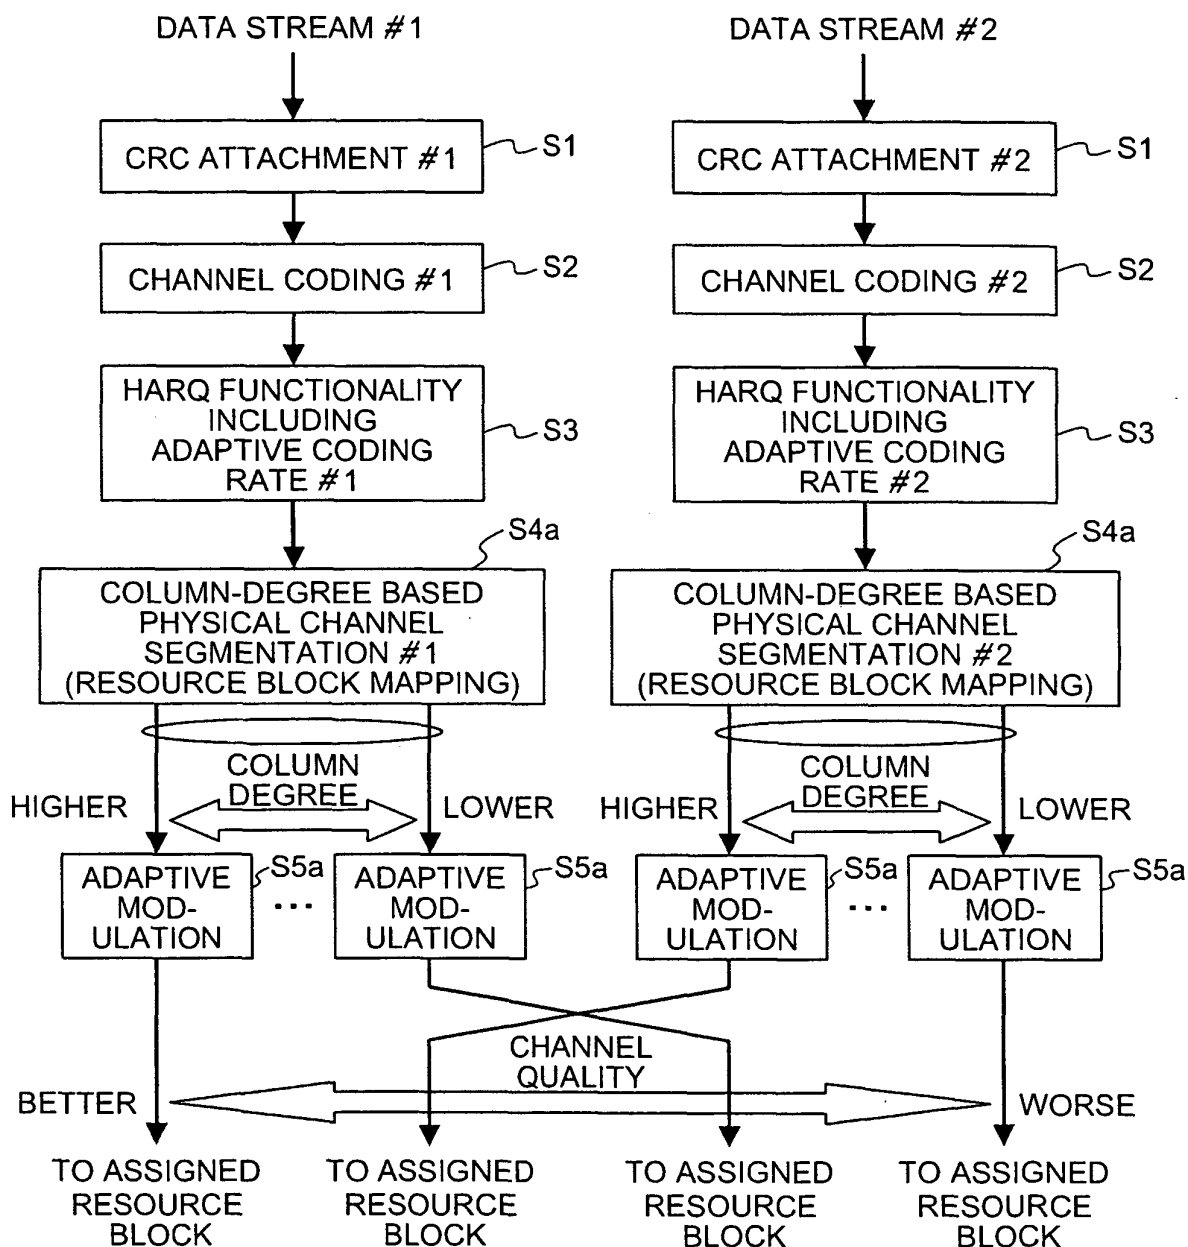 DATA STREAM #1
DATA STREAM #2
CRC ATTACHMENT #1
S1
CRC ATTACHMENT #2
S1
CHANNEL CODING #1
S2
CHANNEL CODING #2
S2
HARQ FUNCTIONALITY
INCLUDING
ADAPTIVE CODING
RATE #1
S3
HARQ FUNCTIONALITY
INCLUDING
ADAPTIVE CODING
RATE #2
S3
S4a
COLUMN-DEGREE BASED
PHYSICAL CHANNEL
SEGMENTATION #1
(RESOURCE BLOCK MAPPING)
S4a
COLUMN-DEGREE BASED
PHYSICAL CHANNEL
SEGMENTATION #2
(RESOURCE BLOCK MAPPING)
HIGHER
COLUMN
DEGREE
LOWER
HIGHER
COLUMN
DEGREE
LOWER
ADAPTIVE
MOD-
ULATION
S5a
...
ADAPTIVE
MOD-
ULATION
S5a
ADAPTIVE
MOD-
ULATION
S5a
...
ADAPTIVE
MOD-
ULATION
S5a
CHANNEL
QUALITY
BETTER
WORSE
TO ASSIGNED
RESOURCE
BLOCK
TO ASSIGNED
RESOURCE
BLOCK
TO ASSIGNED
RESOURCE
BLOCK
TO ASSIGNED
RESOURCE
BLOCK